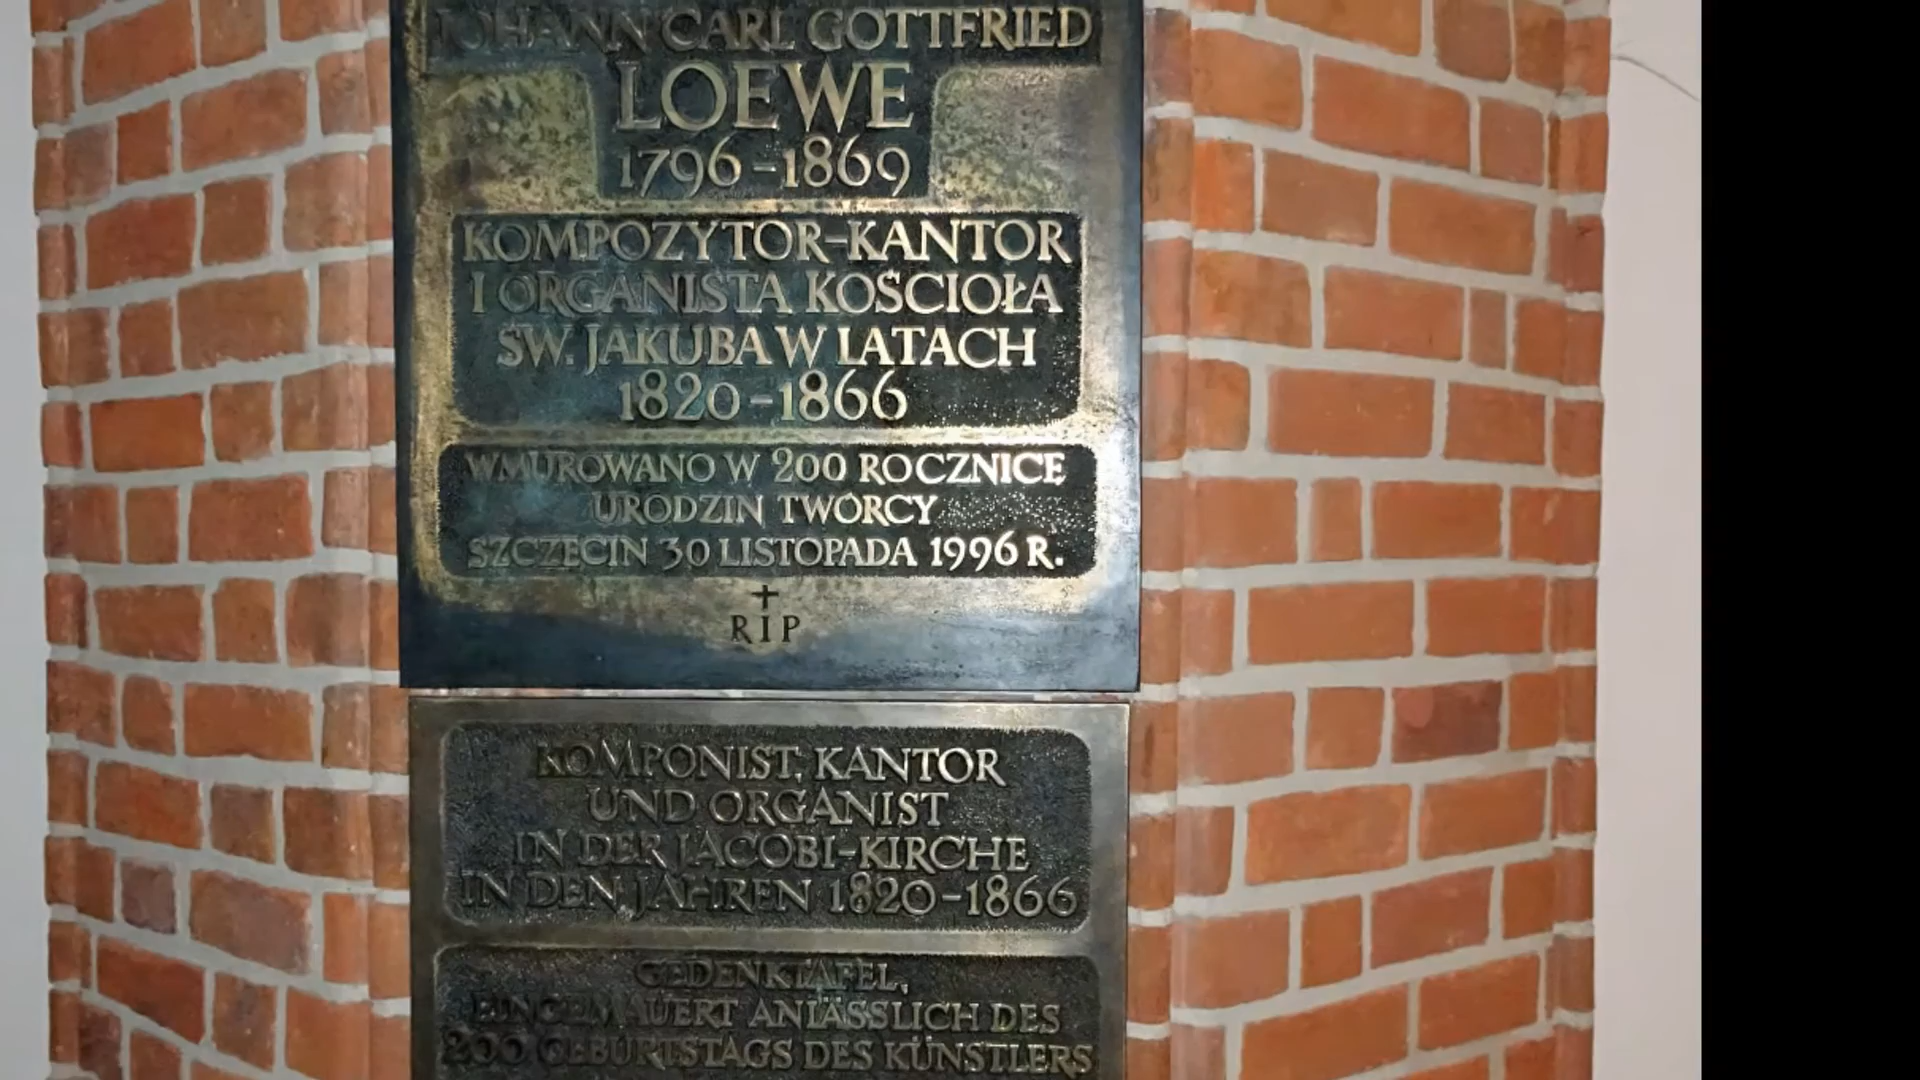 JOHANN CARL GOTTFRIED
LOEWE
1796-1869
KOMPOZYTOR-KANTOR
I ORGANISTA KOŚCIOŁA
ŚW. JAKUBA W LATACH
1820-1866
WMUROWANO W 200 ROCZNICĘ
URODZIN TWÓRCY
SZCZECIN 30 LISTOPADA 1996 R.
RIP
KOMPONIST, KANTOR
UND ORGANIST
IN DER JACOBI-KIRCHE
IN DEN JAHREN 1820-1866
GEDENKTAFEL,
EINGEMAUERT ANLÄSSLICH DES
200 GEBURTSTAGS DES KÜNSTLERS